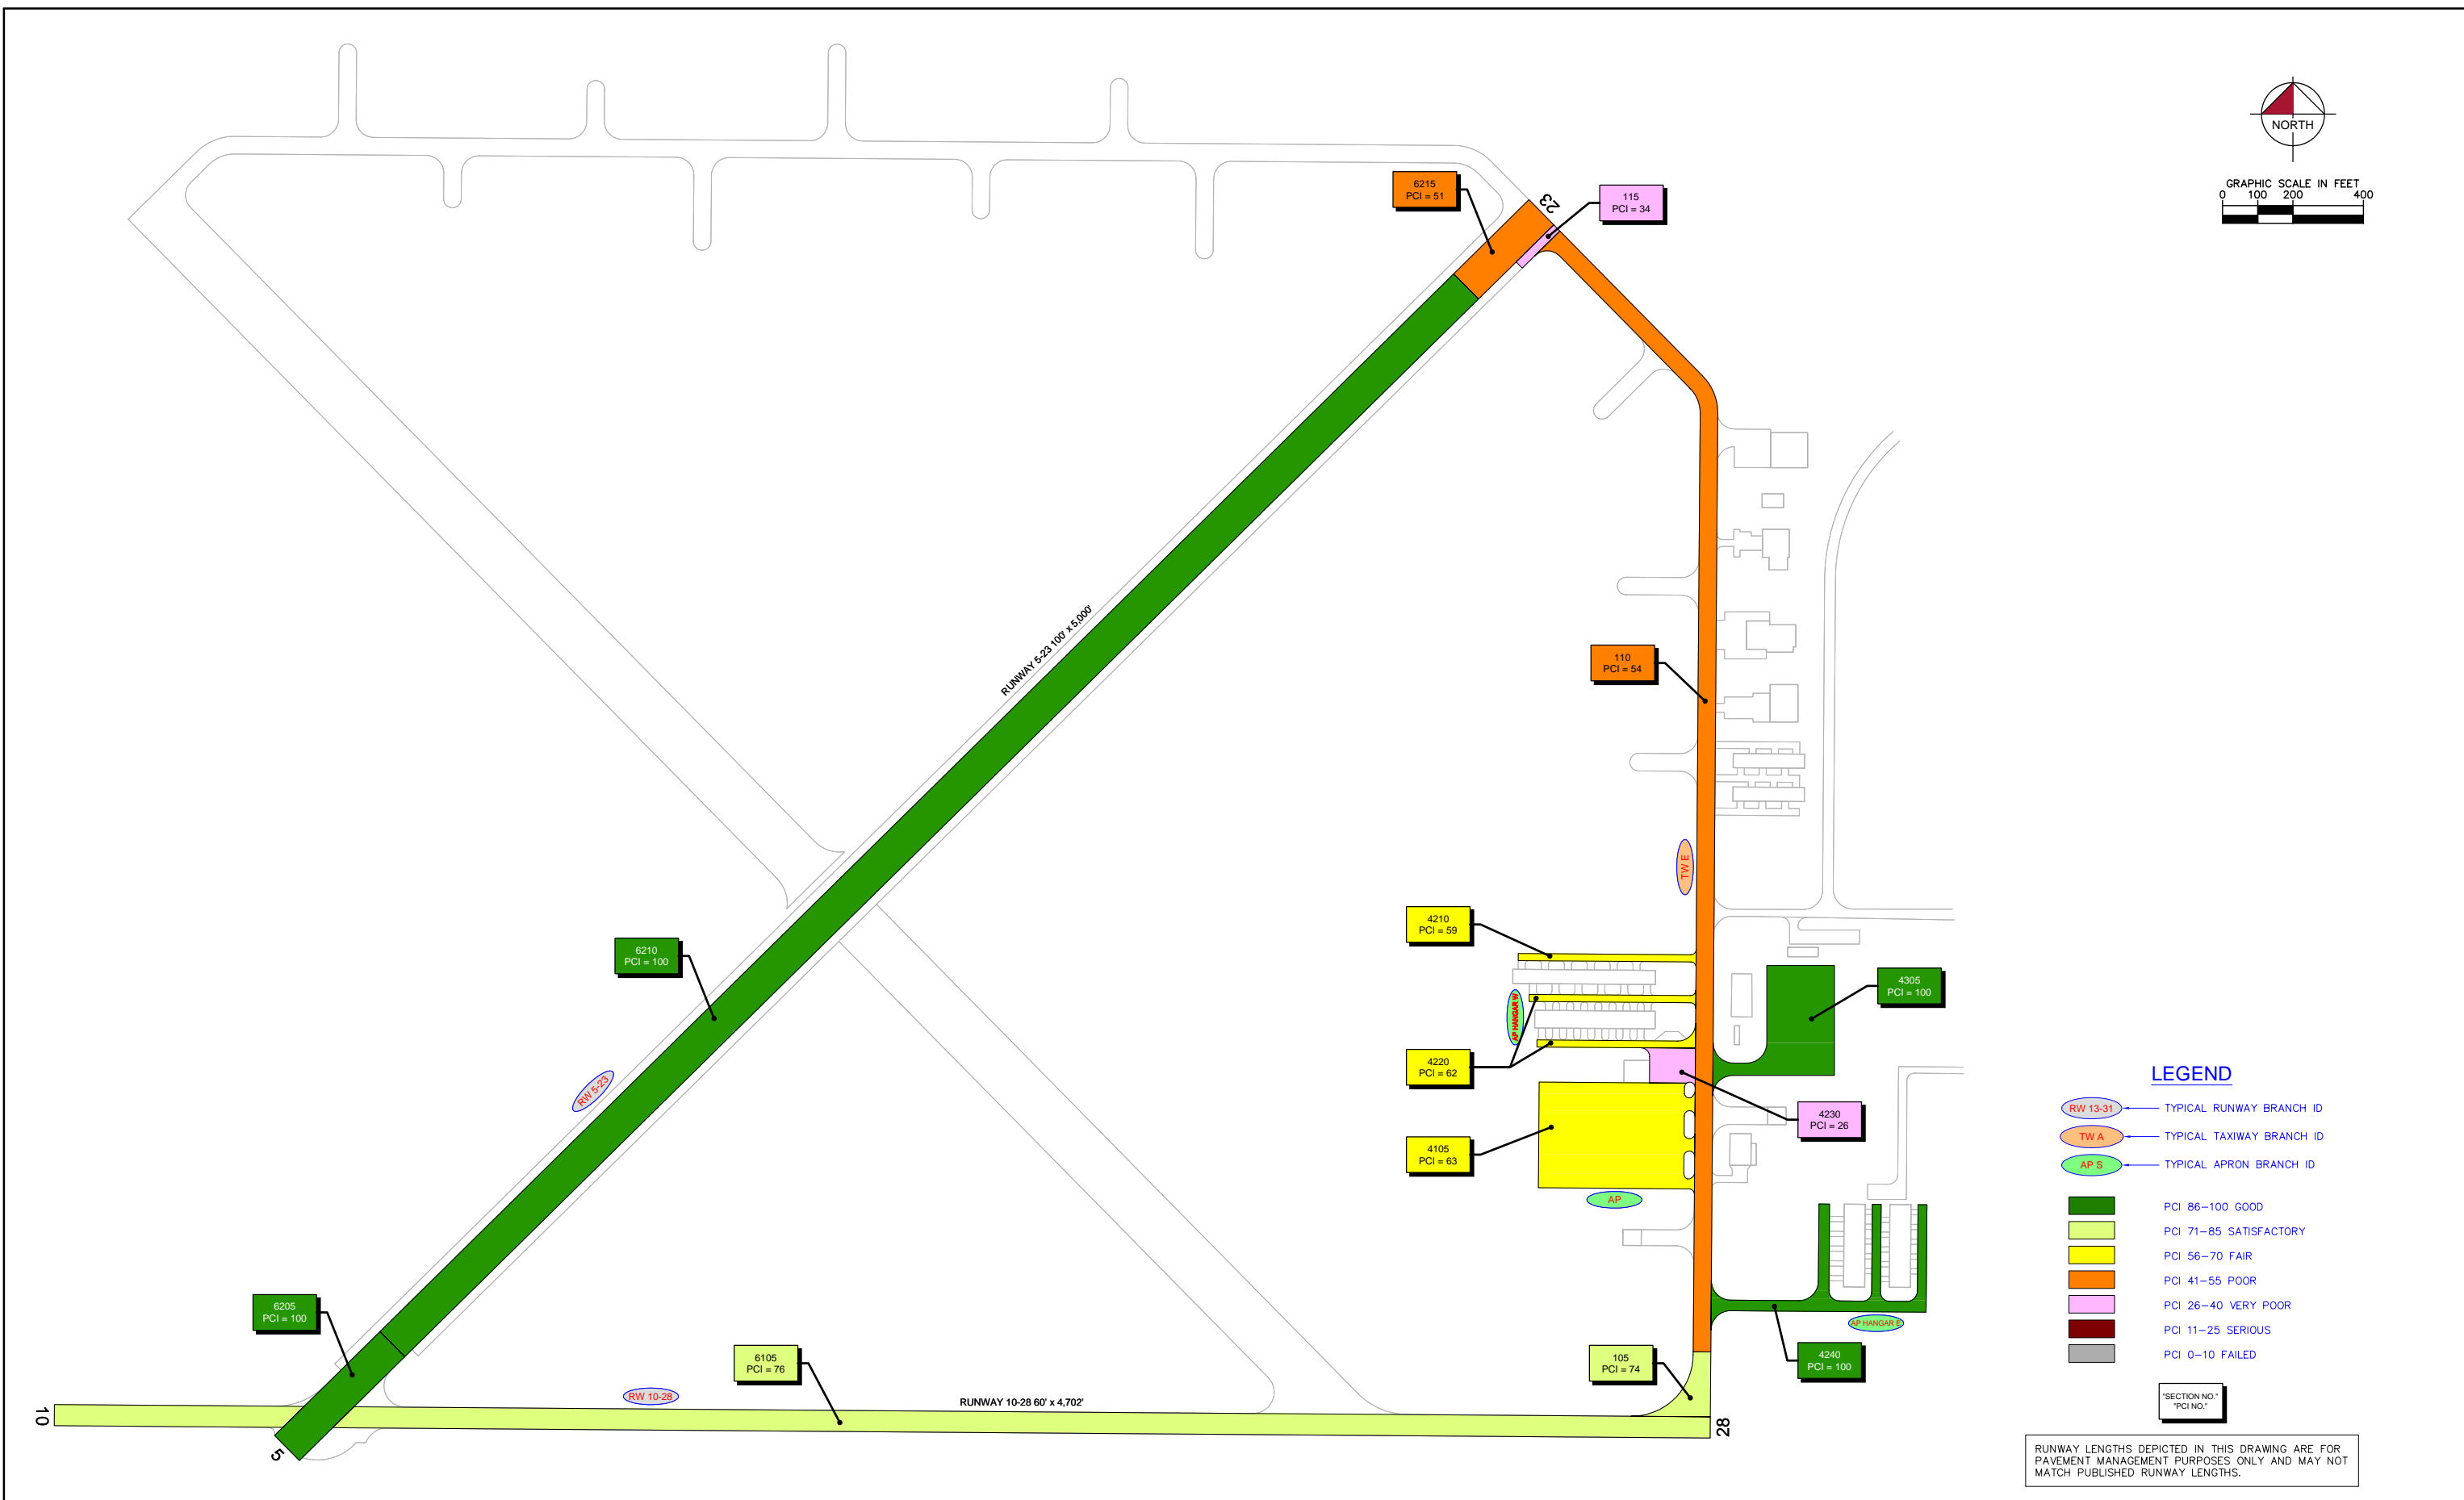 NORTH
GRAPHIC SCALE IN FEET
0 100 200 400
6215
PCI = 51
23
115
PCI = 34
RUNWAY 5-23 100' x 5,000'
110
PCI = 54
TW E
4210
PCI = 59
6210
PCI = 100
4305
PCI = 100
AP HANGAR W
4220
PCI = 62
RW 5-23
4230
PCI = 26
4105
PCI = 63
AP
6205
PCI = 100
6105
PCI = 76
105
PCI = 74
AP HANGAR E
4240
PCI = 100
RW 10-28
RUNWAY 10-28 60' x 4,702'
10
5
28
LEGEND
RW 13-31 TYPICAL RUNWAY BRANCH ID
TW A TYPICAL TAXIWAY BRANCH ID
AP S TYPICAL APRON BRANCH ID
PCI 86-100 GOOD
PCI 71-85 SATISFACTORY
PCI 56-70 FAIR
PCI 41-55 POOR
PCI 26-40 VERY POOR
PCI 11-25 SERIOUS
PCI 0-10 FAILED
"SECTION NO."
"PCI NO."
RUNWAY LENGTHS DEPICTED IN THIS DRAWING ARE FOR
PAVEMENT MANAGEMENT PURPOSES ONLY AND MAY NOT
MATCH PUBLISHED RUNWAY LENGTHS.